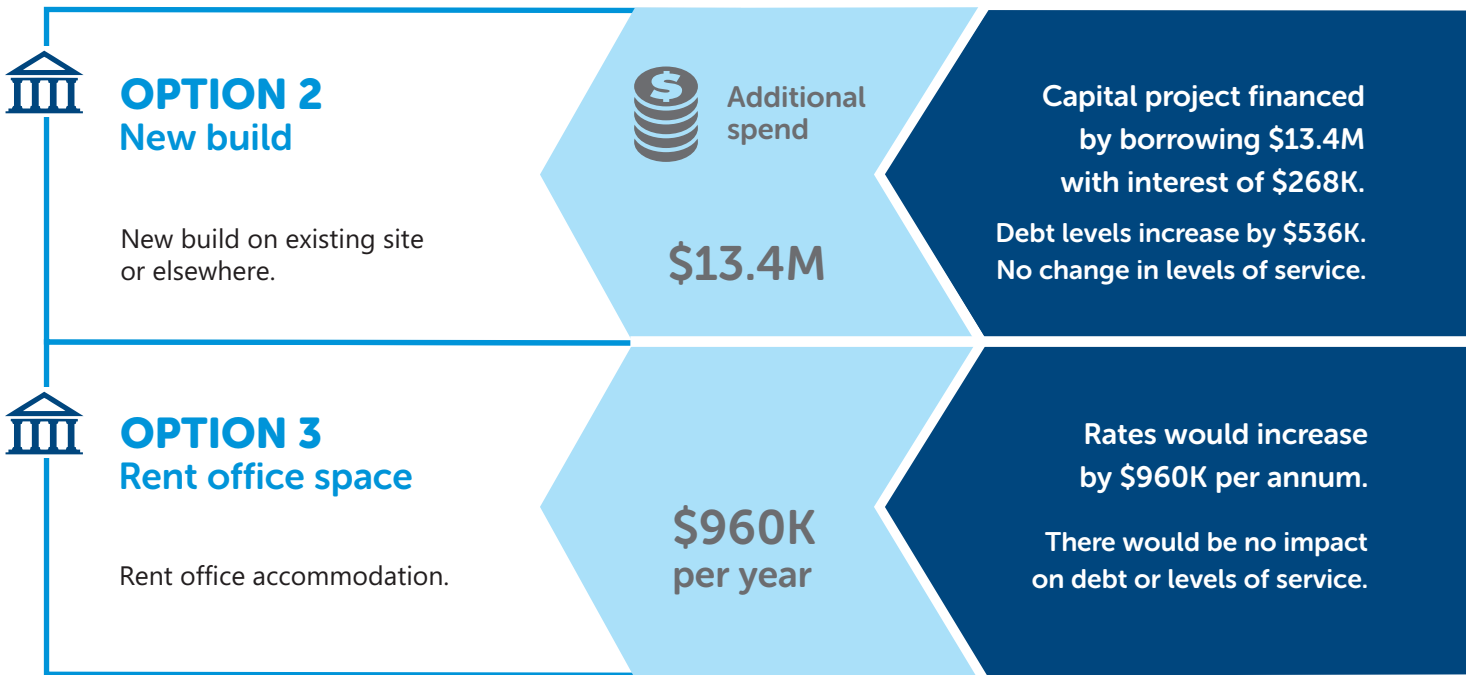 OPTION 2
New build
New build on existing site
or elsewhere.
$
Additional
spend
$13.4M
Capital project financed
by borrowing $13.4M
with interest of $268K.
Debt levels increase by $536K.
No change in levels of service.
OPTION 3
Rent office space
Rent office accommodation.
$960K
per year
Rates would increase
by $960K per annum.
There would be no impact
on debt or levels of service.